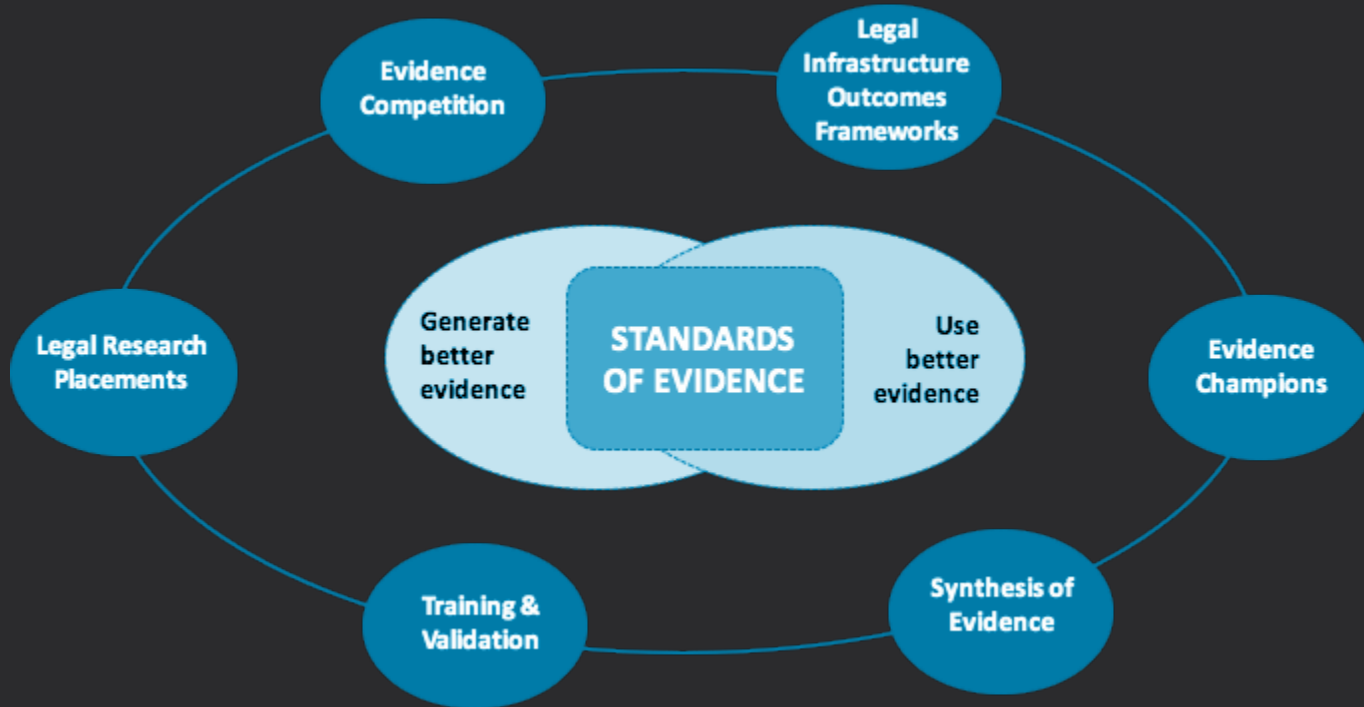 Evidence
Competition
Legal
Infrastructure
Outcomes
Frameworks
Legal Research
Placements
Generate
better
evidence
STANDARDS
OF EVIDENCE
Use
better
evidence
Evidence
Champions
Training &
Validation
Synthesis of
Evidence